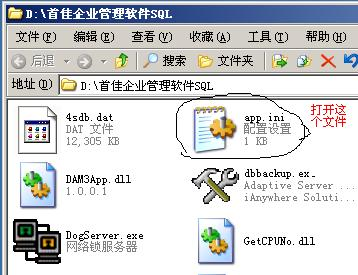 D:\首佳企业管理软件SQL
文件(F) 编辑(E) 查看(V) 收藏(A) 工具(T) 帮助(H)
后退 搜索 文件夹
地址(D) D:\首佳企业管理软件SQL
4sdb.dat
DAT 文件
12,305 KB
app.ini
配置设置
1 KB
打开这
个文件
DAM3App.dll
1.0.0.1
dbbackup.ex_
Adaptive Server ...
iAnywhere Soluti...
DogServer.exe
网络锁服务器
GetCPUNo.dll